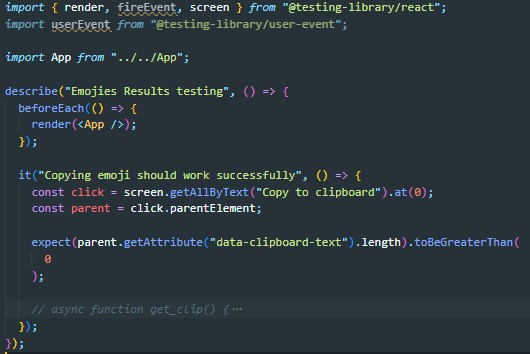 import { render, fireEvent, screen } from "@testing-library/react";
import userEvent from "@testing-library/user-event";
import App from "../../App";
describe("Emojies Results testing", () => {
beforeEach(() => {
render(<App />);
});
it("Copying emoji should work successfully", () => {
const click = screen.getAllByText("Copy to clipboard").at(0);
const parent = click.parentElement;
expect(parent.getAttribute("data-clipboard-text").length).toBeGreaterThan(
0
);
// async function get_clip() {⋯
});
});